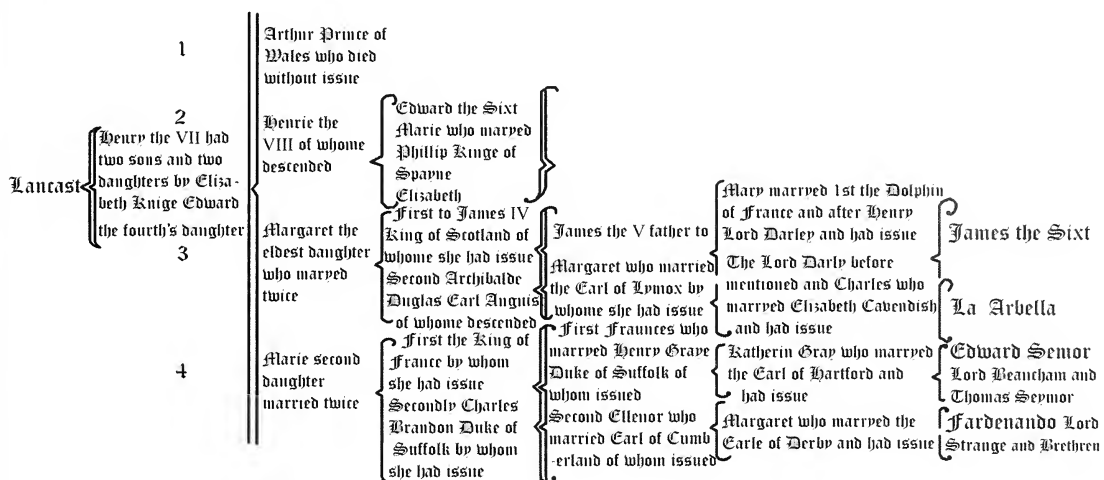 Lancast
Henry the VII had
two sons and two
daughters by Eliza-
beth Knige Edward
the fourth's daughter
1
Arthur Prince of
Wales who died
without issue
2
Henrie the
VIII of whome
descended
Edward the Sixt
Marie who maryed
Phillip Kinge of
Spayne
Elizabeth
3
Margaret the
eldest daughter
who maryed
twice
First to James IV
King of Scotland of
whome she had issue
Second Archibalde
Duglas Earl Anguis
of whome descended
James the V father to
Margaret who married
the Earl of Lymox by
whome she had issue
Mary marryed 1st the Dolphin
of France and after Henry
Lord Darley and had issue
The Lord Darly before
mentioned and Charles who
marryed Elizabeth Cavendish
and had issue
James the Sixt
La Arbella
4
Marie second
daughter
married twice
First the King of
France by whom
she had issue
Secondly Charles
Brandon Duke of
Suffolk by whom
she had issue
First Fraunces who
marryed Henry Graye
Duke of Suffolk of
whom issued
Second Ellenor who
married Earl of Cumb
-erland of whom issued
Katherin Gray who marryed
the Earl of Hartford and
had issue
Margaret who marryed the
Earle of Derby and had issue
Edward Semor
Lord Beaucham and
Thomas Seymor
Fardenando Lord
Strange and Brethren